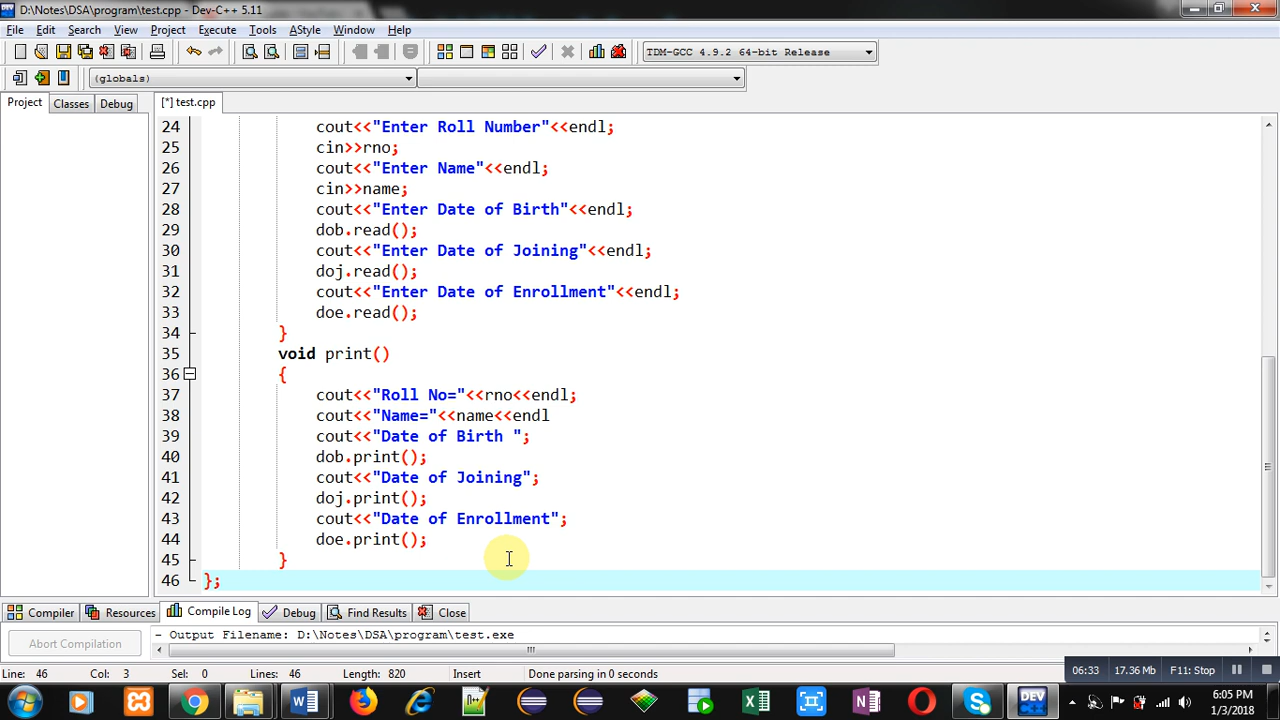 D:\Notes\DSA\program\test.cpp - Dev-C++ 5.11
File Edit Search View Project Execute Tools AStyle Window Help
TDM-GCC 4.9.2 64-bit Release
(globals)
Project Classes Debug [*] test.cpp
24 cout<<"Enter Roll Number"<<endl;
25 cin>>rno;
26 cout<<"Enter Name"<<endl;
27 cin>>name;
28 cout<<"Enter Date of Birth"<<endl;
29 dob.read();
30 cout<<"Enter Date of Joining"<<endl;
31 doj.read();
32 cout<<"Enter Date of Enrollment"<<endl;
33 doe.read();
34 }
35 void print()
36 {
37 cout<<"Roll No="<<rno<<endl;
38 cout<<"Name="<<name<<endl
39 cout<<"Date of Birth ";
40 dob.print();
41 cout<<"Date of Joining";
42 doj.print();
43 cout<<"Date of Enrollment";
44 doe.print();
45 }
46 };
Compiler Resources Compile Log Debug Find Results Close
Abort Compilation
- Output Filename: D:\Notes\DSA\program\test.exe
Line: 46 Col: 3 Sel: 0 Lines: 46 Length: 820 Insert Done parsing in 0 seconds
06:33 17.36 Mb F11: Stop
DEV
6:05 PM
1/3/2018